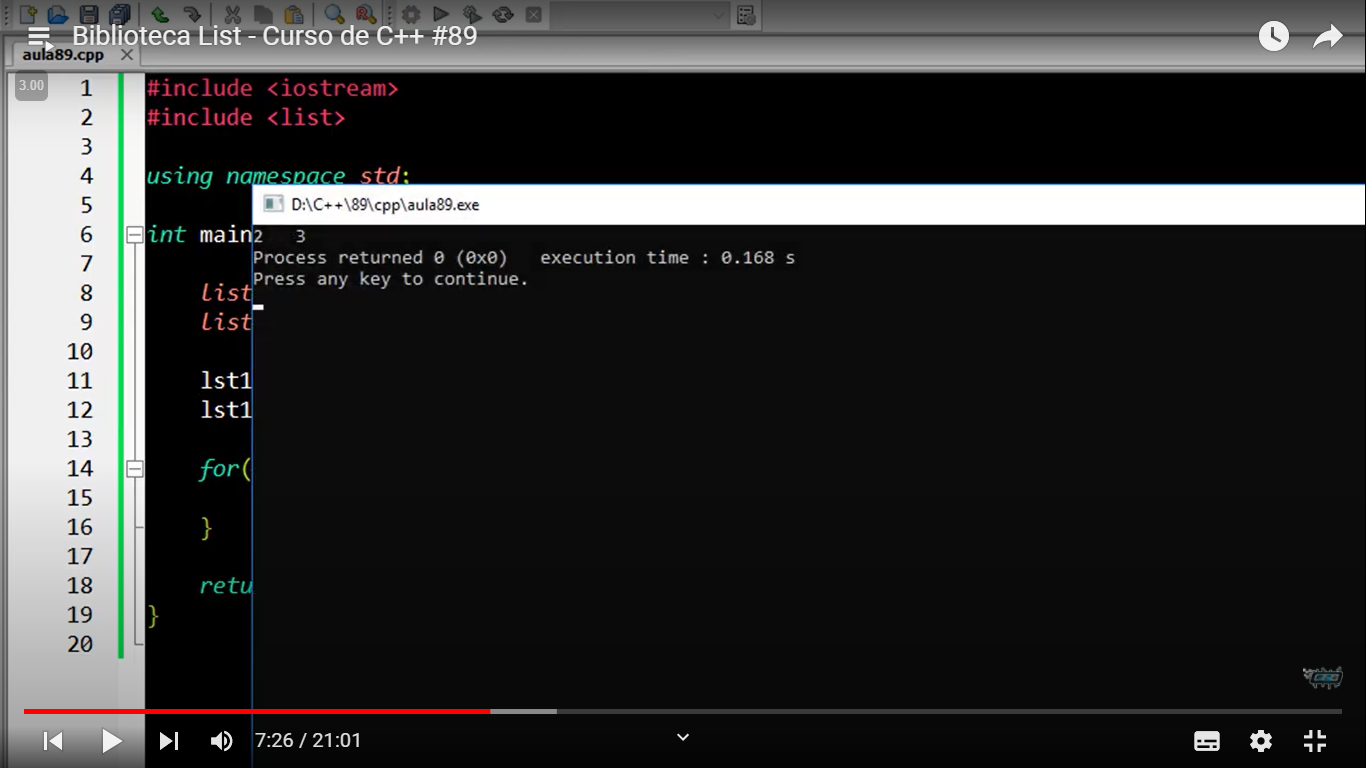 Biblioteca List - Curso de C++ #89
aula89.cpp
3.00
1 #include <iostream>
2 #include <list>
3
4 using namespace std;
5
6 int main
7
8 list
9 list
10
11 lst1
12 lst1
13
14 for(
15
16 }
17
18 retu
19 }
20
D:\C++\89\cpp\aula89.exe
2 3
Process returned 0 (0x0) execution time : 0.168 s
Press any key to continue.
7:26 / 21:01